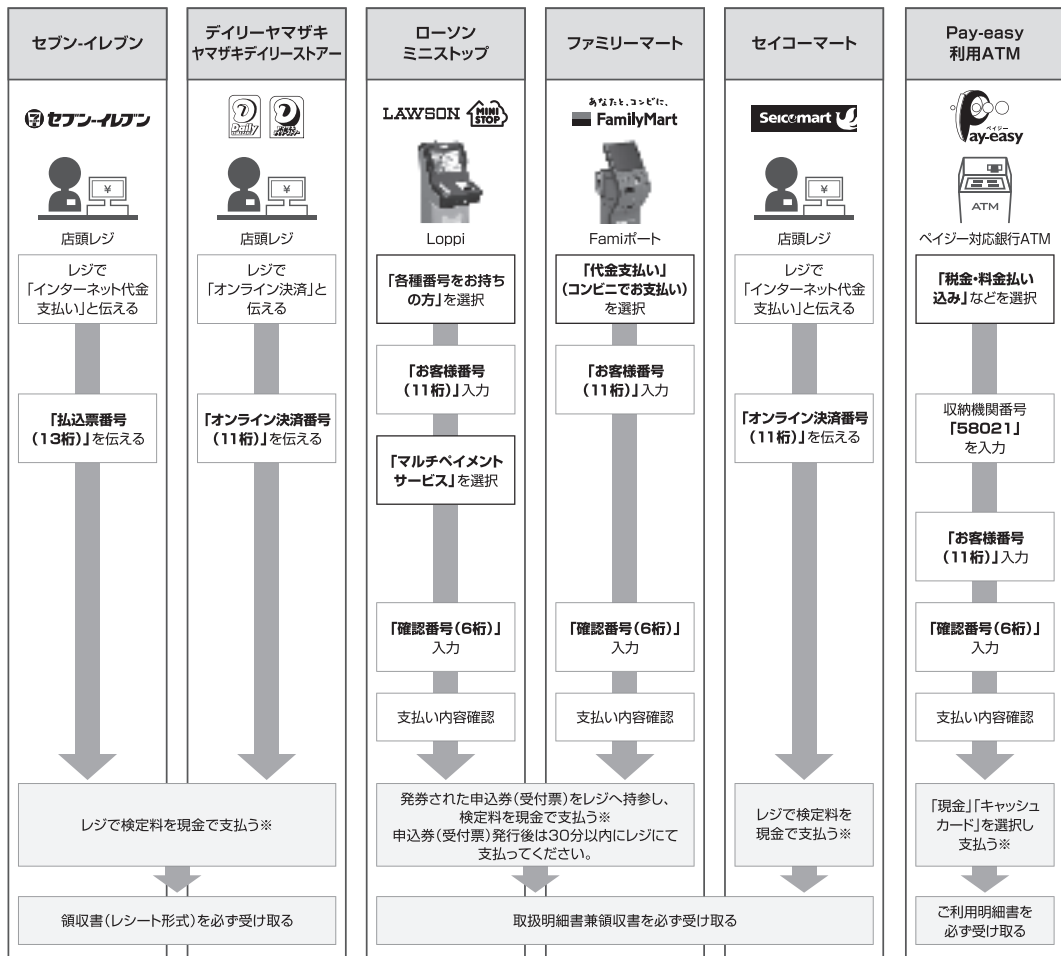 セブン-イレブン
デイリーヤマザキ
ヤマザキデイリーストアー
ローソン
ミニストップ
ファミリーマート
セイコーマート
Pay-easy
利用ATM
セブン-イレブン
Daily
LAWSON
MINI
STOP
あなたと、コンビに、
FamilyMart
Seicomart
ペイジー
Pay-easy
¥
¥
¥
ATM
店頭レジ
店頭レジ
Loppi
Famiポート
店頭レジ
ペイジー対応銀行ATM
レジで
「インターネット代金
支払い」と伝える
レジで
「オンライン決済」と
伝える
「各種番号をお持ち
の方」を選択
「代金支払い」
(コンビニでお支払い)
を選択
レジで
「インターネット代金
支払い」と伝える
「税金・料金払い
込み」などを選択
「お客様番号
(11桁)」入力
「お客様番号
(11桁)」入力
「払込票番号
(13桁)」を伝える
「オンライン決済番号
(11桁)」を伝える
「マルチペイメント
サービス」を選択
「オンライン決済番号
(11桁)」を伝える
収納機関番号
「58021」
を入力
「お客様番号
(11桁)」入力
「確認番号(6桁)」
入力
「確認番号(6桁)」
入力
「確認番号(6桁)」
入力
支払い内容確認
支払い内容確認
支払い内容確認
レジで検定料を現金で支払う※
発券された申込券(受付票)をレジへ持参し、
検定料を現金で支払う※
申込券(受付票)発行後は30分以内にレジにて
支払ってください。
レジで検定料を
現金で支払う※
「現金」「キャッシュ
カード」を選択し
支払う※
領収書(レシート形式)を必ず受け取る
取扱明細書兼領収書を必ず受け取る
ご利用明細書を
必ず受け取る